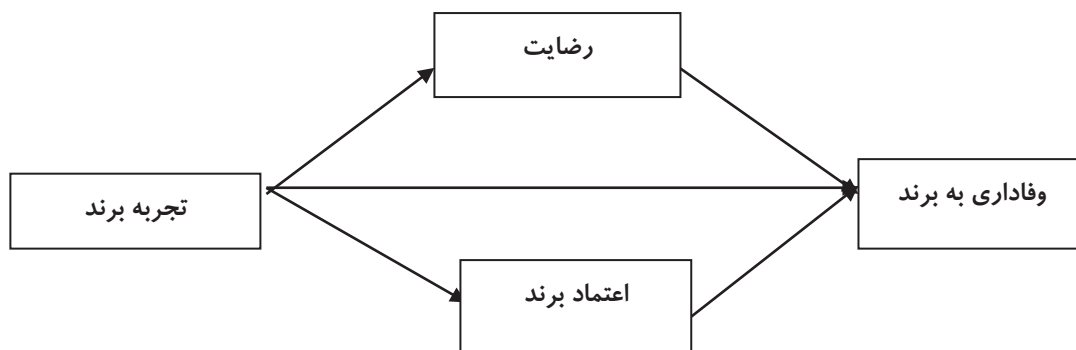 رضایت
وفاداری به برند
تجربه برند
اعتماد برند